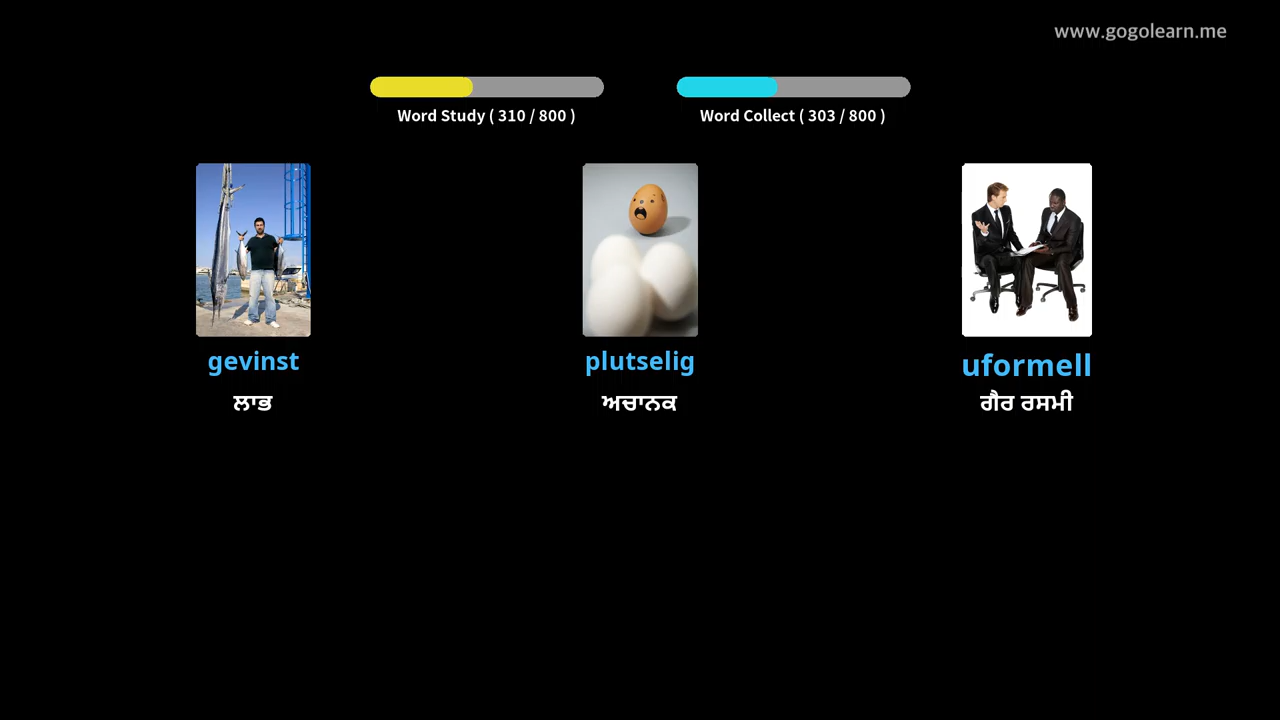 www.gogolearn.me
Word Study ( 310 / 800 )
Word Collect ( 303 / 800 )
gevinst
plutselig
uformell
ਲਾਭ
ਅਚਾਨਕ
ਗੈਰ ਰਸਮੀ